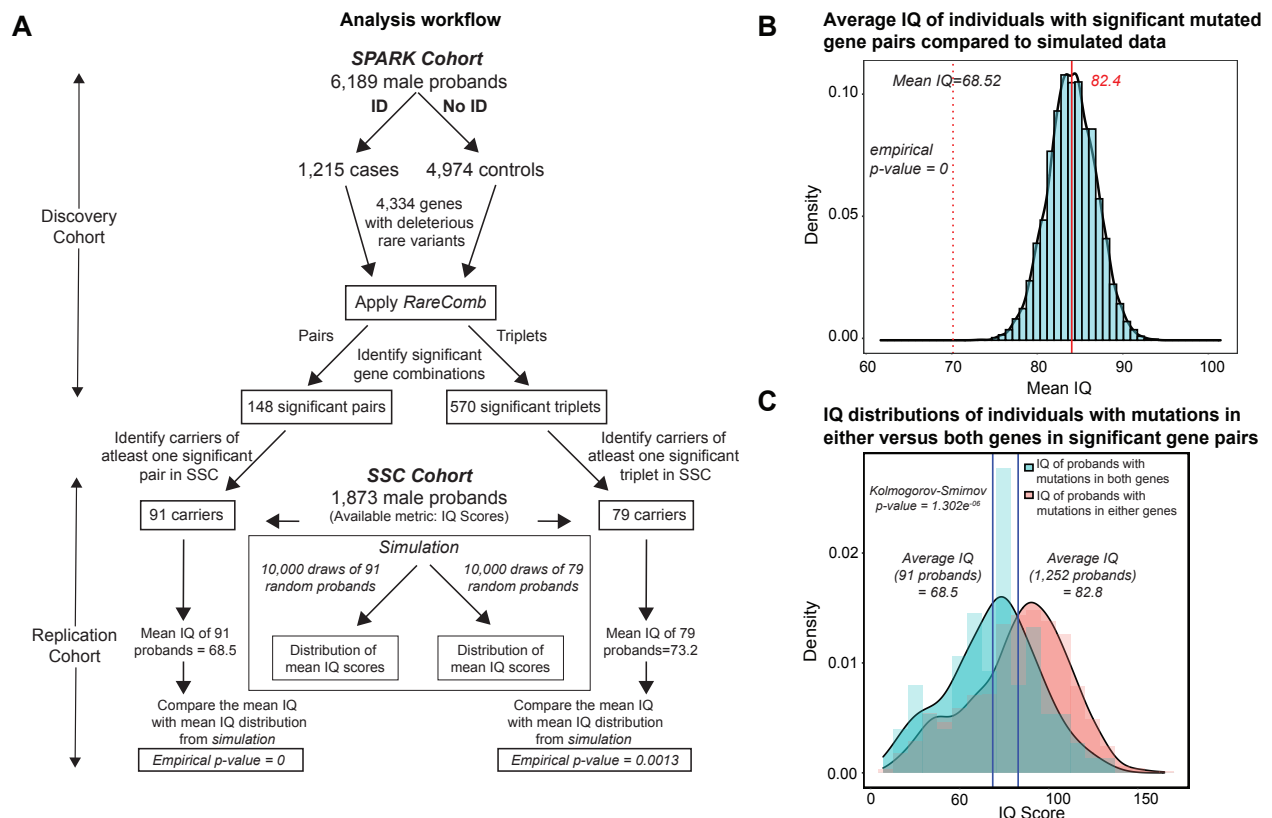 A
Analysis workflow
SPARK Cohort
6,189 male probands
ID
No ID
1,215 cases
4,974 controls
4,334 genes
with deleterious
rare variants
Discovery
Cohort
Apply RareComb
Pairs
Triplets
Identify significant
gene combinations
148 significant pairs
570 significant triplets
Identify carriers of
atleast one significant
pair in SSC
Identify carriers of
atleast one significant
triplet in SSC
SSC Cohort
1,873 male probands
(Available metric: IQ Scores)
91 carriers
79 carriers
Simulation
10,000 draws of 91
random probands
10,000 draws of 79
random probands
Replication
Cohort
Mean IQ of 91
probands = 68.5
Distribution of
mean IQ scores
Distribution of
mean IQ scores
Mean IQ of 79
probands=73.2
Compare the mean IQ
with mean IQ distribution
from simulation
Compare the mean IQ
with mean IQ distribution
from simulation
Empirical p-value = 0
Empirical p-value = 0.0013
B
Average IQ of individuals with significant mutated
gene pairs compared to simulated data
Mean IQ=68.52
82.4
empirical
p-value = 0
Density
0.10
0.05
0.00
60 70 80 90 100
Mean IQ
C
IQ distributions of individuals with mutations in
either versus both genes in significant gene pairs
Kolmogorov-Smirnov
p-value = 1.302e-06
IQ of probands with
mutations in both genes
IQ of probands with
mutations in either genes
Average IQ
(91 probands)
= 68.5
Average IQ
(1,252 probands)
= 82.8
Density
0.02
0.01
0.00
0 60 100 150
IQ Score